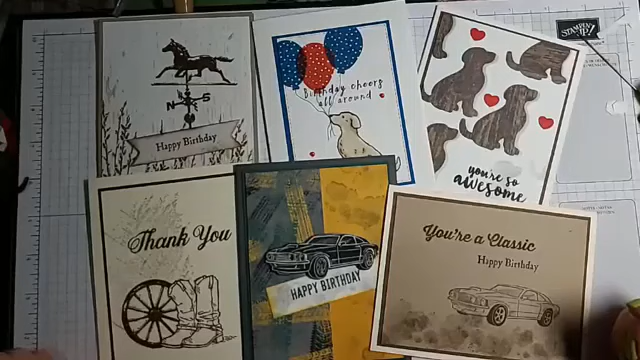 N S
Happy Birthday
Birthday cheers
all around
you're so
awesome
STAMPIN'
UP!
Thank You
HAPPY BIRTHDAY
You're a Classic
Happy Birthday